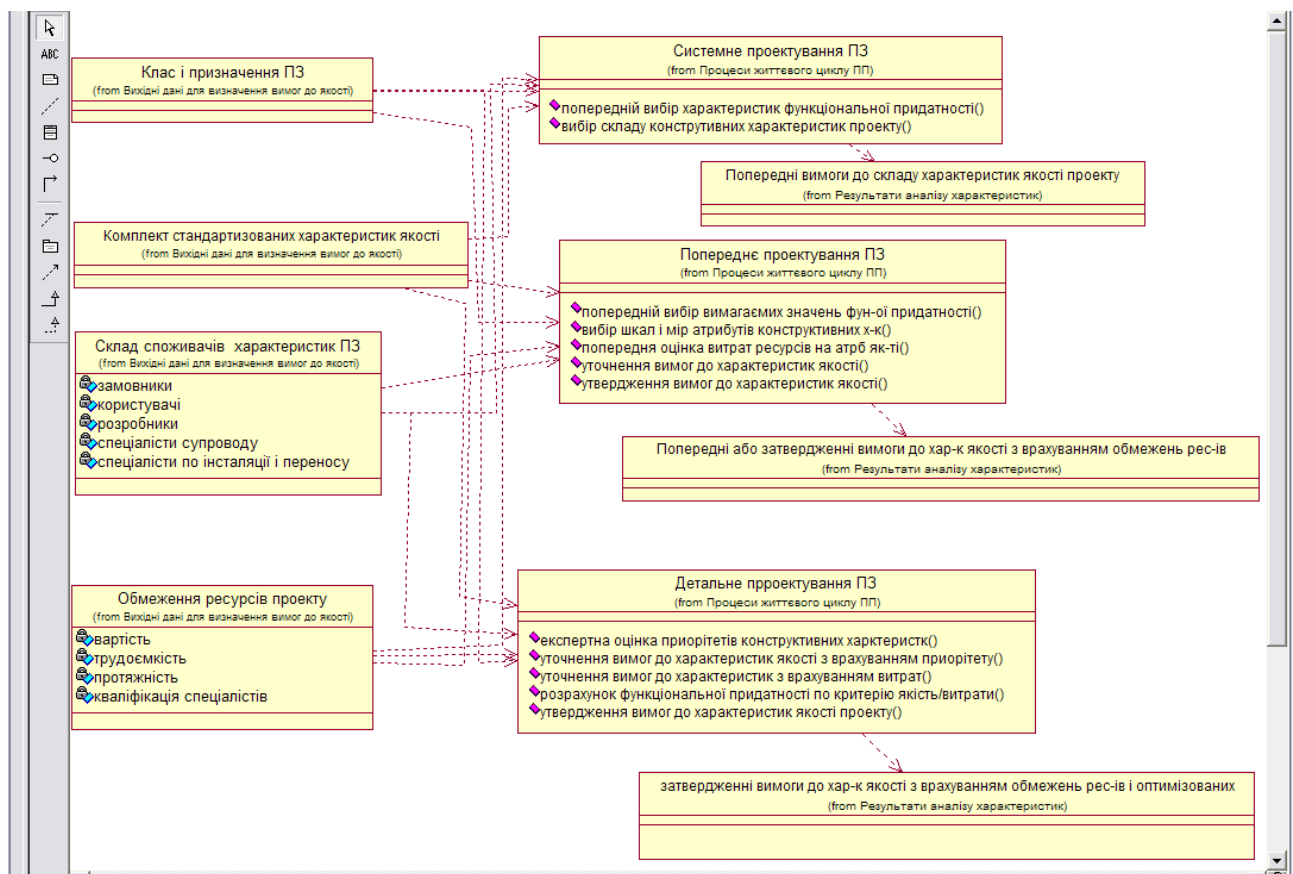 ABC
Клас і призначення ПЗ
(from Вихідні дані для визначення вимог до якості)
Системне проектування ПЗ
(from Процеси життєвого циклу ПП)
попередній вибір характеристик функціональної придатності()
вибір складу конструтивних характеристик проекту()
Попередні вимоги до складу характеристик якості проекту
(from Результати аналізу характеристик)
Комплект стандартизованих характеристик якості
(from Вихідні дані для визначення вимог до якості)
Попереднє проектування ПЗ
(from Процеси життєвого циклу ПП)
попередній вибір вимагаємих значень фун-ої придатності()
вибір шкал і мір атрибутів конструктивних х-к()
попередня оцінка витрат ресурсів на атрб як-ті()
уточнення вимог до характеристик якості()
утвердження вимог до характеристик якості()
Склад споживачів характеристик ПЗ
(from Вихідні дані для визначення вимог до якості)
замовники
користувачі
розробники
спеціалісти супроводу
спеціалісти по інсталяції і переносу
Попередні або затвердженні вимоги до хар-к якості з врахуванням обмежень рес-ів
(from Результати аналізу характеристик)
Обмеження ресурсів проекту
(from Вихідні дані для визначення вимог до якості)
вартість
трудоємкість
протяжність
кваліфікація спеціалістів
Детальне прроектування ПЗ
(from Процеси життєвого циклу ПП)
експертна оцінка приорітетів конструктивних харктеристк()
уточнення вимог до характеристик якості з врахуванням приорітету()
уточнення вимог до характеристик з врахуванням витрат()
розрахунок функціональної придатності по критерію якість/витрати()
утвердження вимог до характеристик якості проекту()
затвердженні вимоги до хар-к якості з врахуванням обмежень рес-ів і оптимізованих
(from Результати аналізу характеристик)